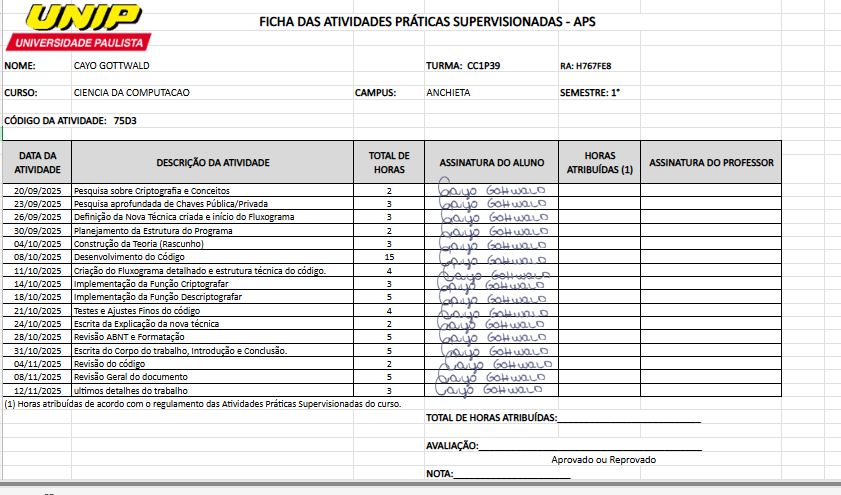 UNIP
UNIVERSIDADE PAULISTA
FICHA DAS ATIVIDADES PRÁTICAS SUPERVISIONADAS - APS
NOME: CAYO GOTTWALD TURMA: CC1P39 RA: H767FE8
CURSO: CIENCIA DA COMPUTACAO CAMPUS: ANCHIETA SEMESTRE: 1°
CÓDIGO DA ATIVIDADE: 75D3
DATA DA ATIVIDADE DESCRIÇÃO DA ATIVIDADE TOTAL DE HORAS ASSINATURA DO ALUNO HORAS ATRIBUÍDAS (1) ASSINATURA DO PROFESSOR
20/09/2025 Pesquisa sobre Criptografia e Conceitos 2 Cayo Gottwald
23/09/2025 Pesquisa aprofundada de Chaves Pública/Privada 3 Cayo Gottwald
26/09/2025 Definição da Nova Técnica criada e início do Fluxograma 3 Cayo Gottwald
30/09/2025 Planejamento da Estrutura do Programa 2 Cayo Gottwald
04/10/2025 Construção da Teoria (Rascunho) 3 Cayo Gottwald
08/10/2025 Desenvolvimento do Código 15 Cayo Gottwald
11/10/2025 Criação do Fluxograma detalhado e estrutura técnica do código. 4 Cayo Gottwald
14/10/2025 Implementação da Função Criptografar 3 Cayo Gottwald
18/10/2025 Implementação da Função Descriptografar 5 Cayo Gottwald
21/10/2025 Testes e Ajustes Finos do código 4 Cayo Gottwald
24/10/2025 Escrita da Explicação da nova técnica 2 Cayo Gottwald
28/10/2025 Revisão ABNT e Formatação 5 Cayo Gottwald
31/10/2025 Escrita do Corpo do trabalho, Introdução e Conclusão. 5 Cayo Gottwald
04/11/2025 Revisão do código 2 Cayo Gottwald
08/11/2025 Revisão Geral do documento 5 Cayo Gottwald
12/11/2025 ultimos detalhes do trabalho 3 Cayo Gottwald
(1) Horas atribuídas de acordo com o regulamento das Atividades Práticas Supervisionadas do curso.
TOTAL DE HORAS ATRIBUÍDAS:
AVALIAÇÃO:
Aprovado ou Reprovado
NOTA: